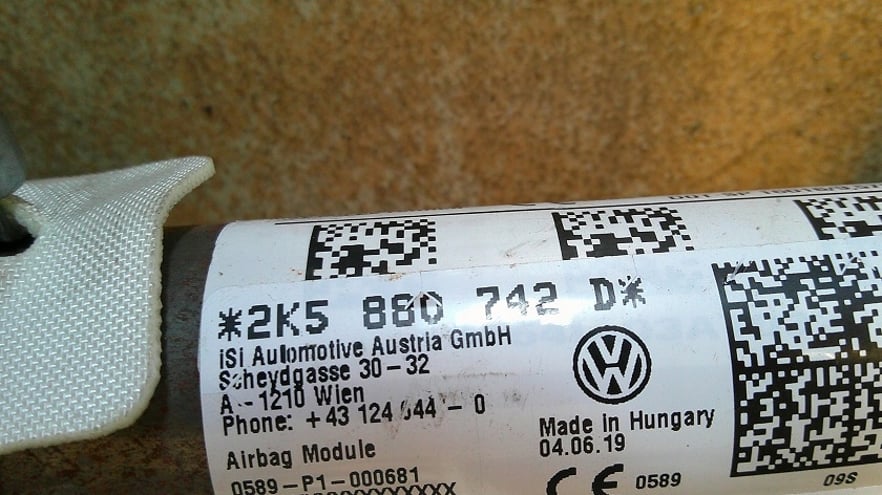 *2K5 880 742 D*
iSi Automotive Austria GmbH
Scheydgasse 30-32
A - 1210 Wien
Phone: +43 124 - 0
Made in Hungary
04.06.19
Airbag Module
0589-P1-000681
CE 0589
09S